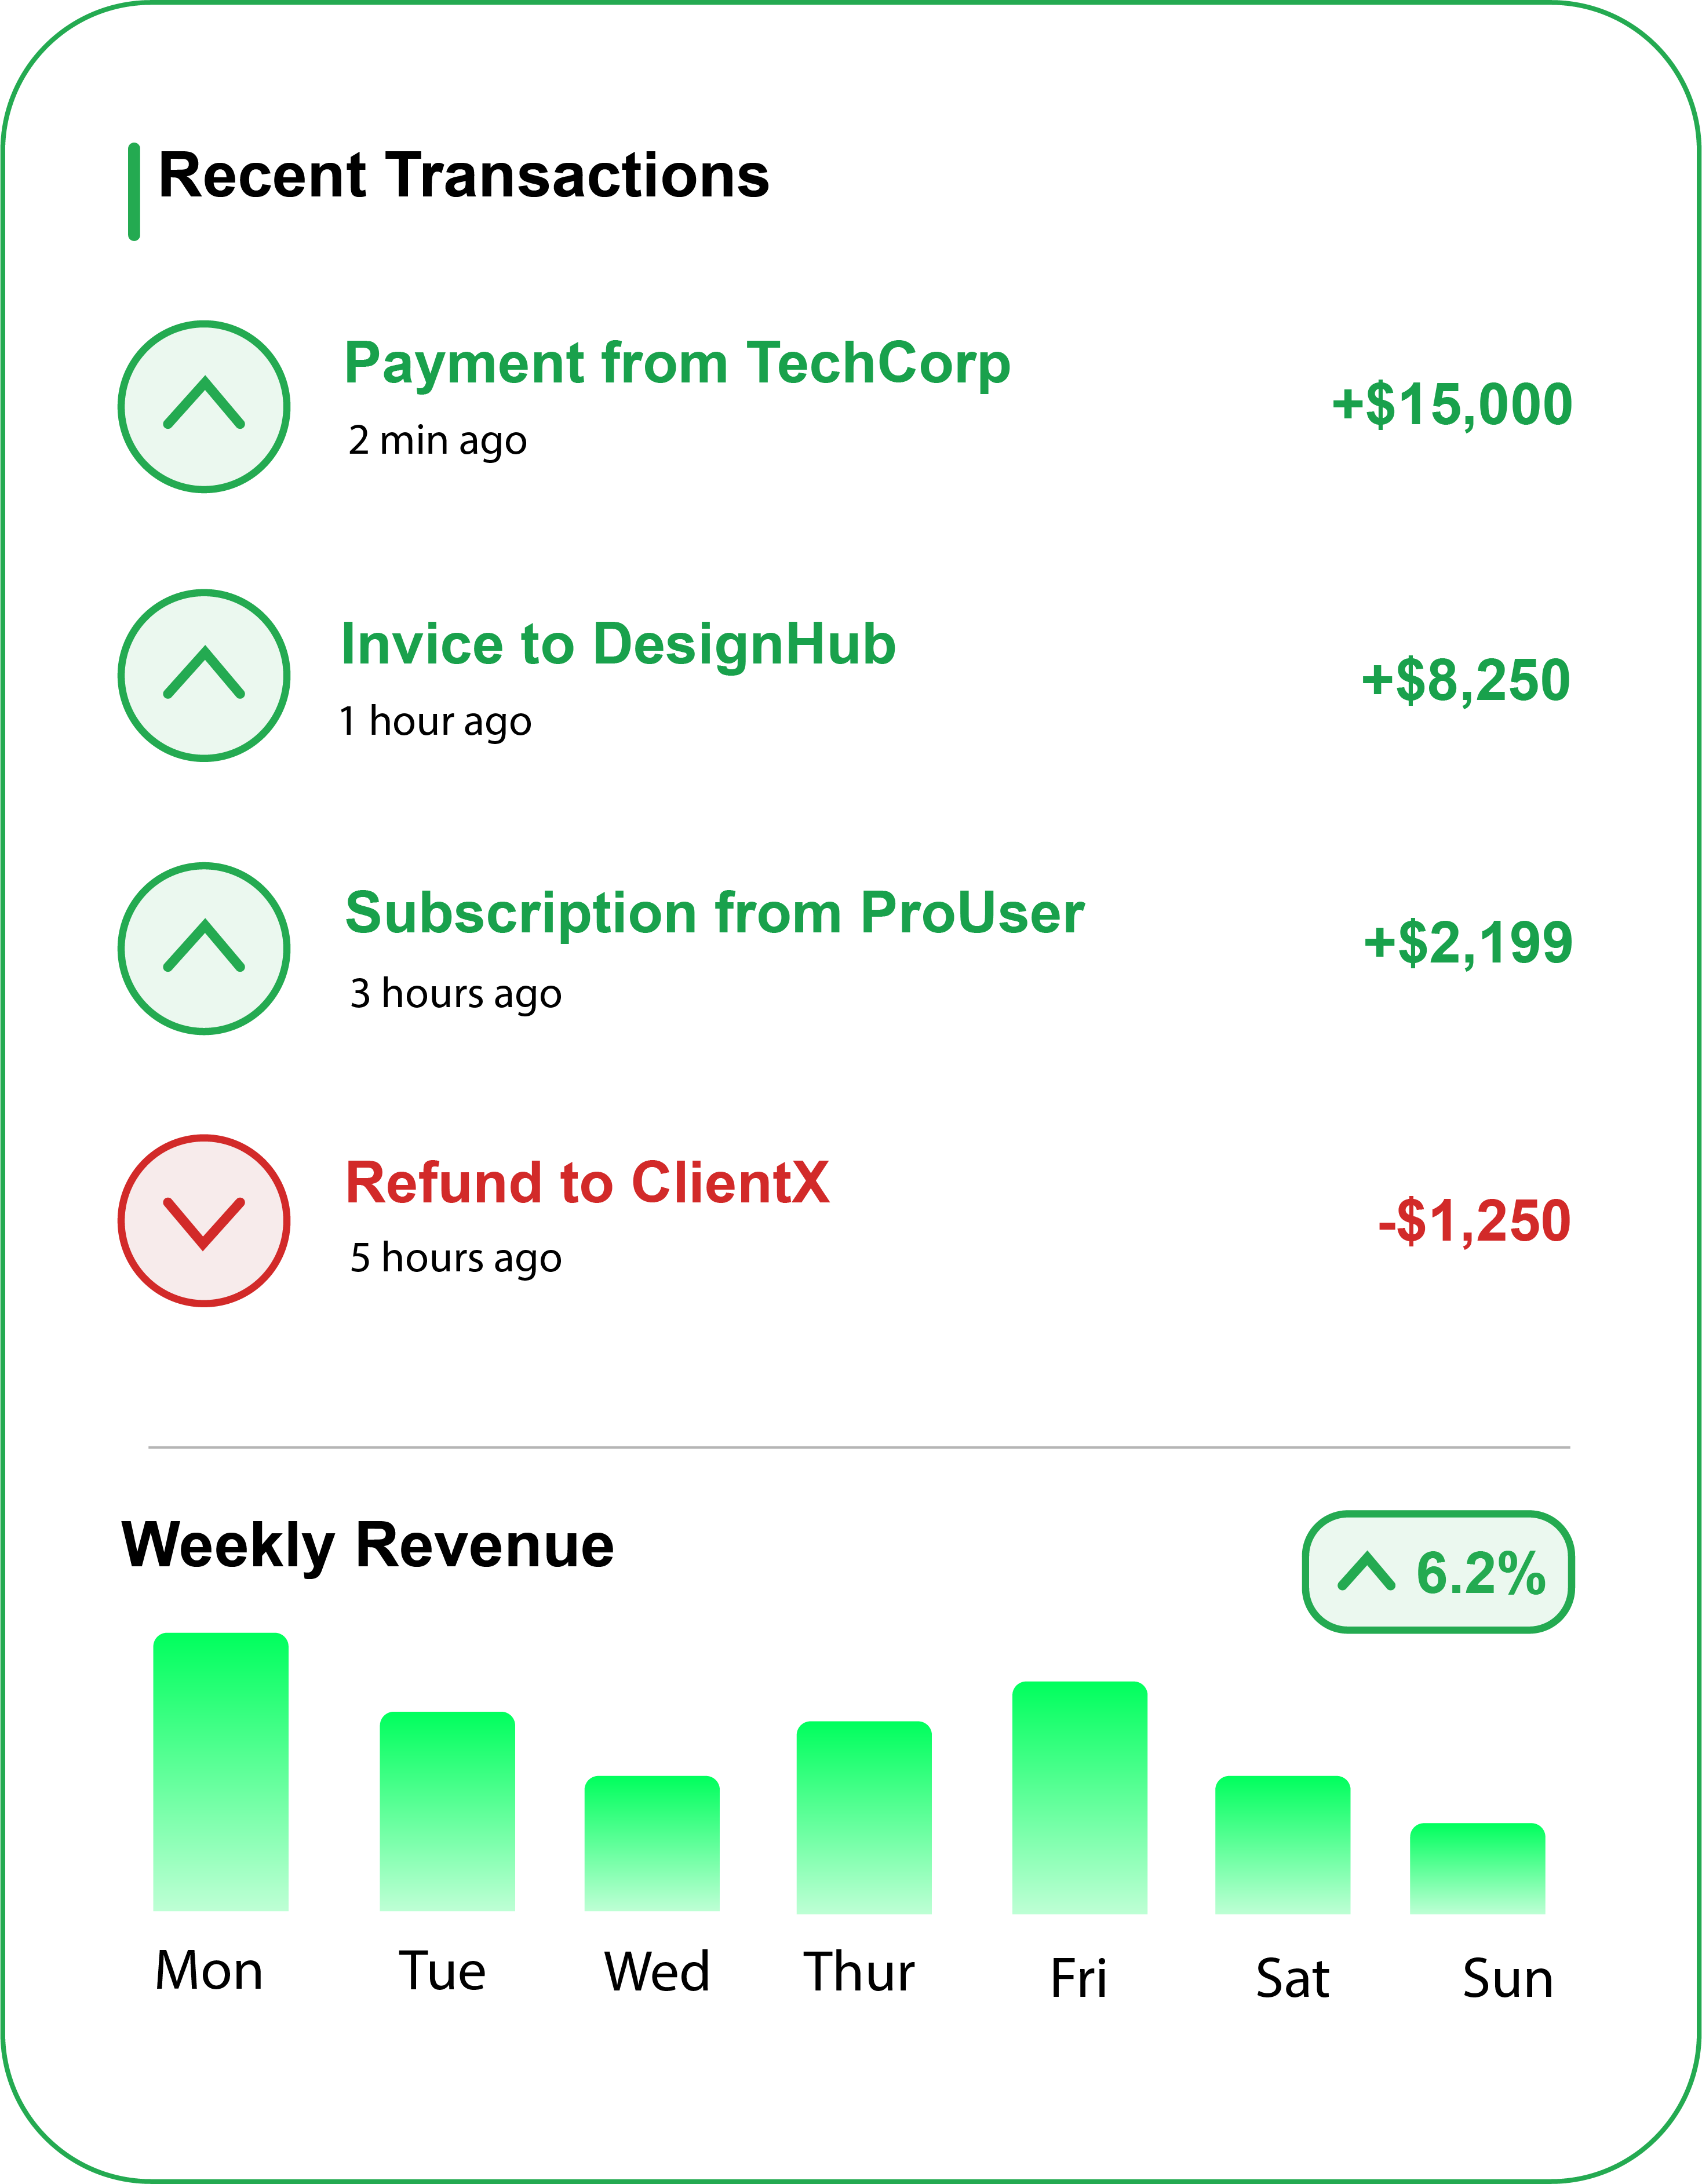 Recent Transactions
Payment from TechCorp
+$15,000
2 min ago
Invice to DesignHub
+$8,250
1 hour ago
Subscription from ProUser
+$2,199
3 hours ago
Refund to ClientX
-$1,250
5 hours ago
Weekly Revenue
6.2%
Mon Tue Wed Thur Fri Sat Sun